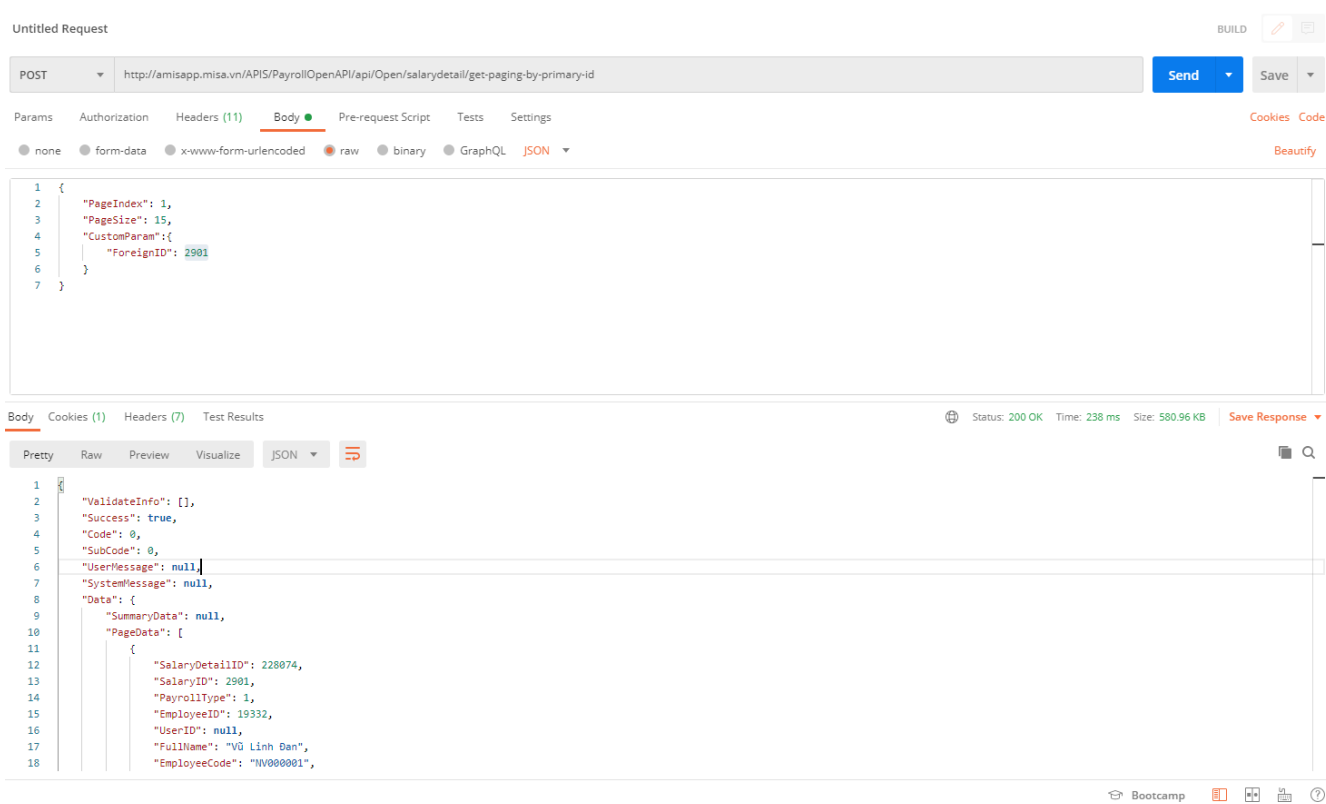 Untitled Request
BUILD
POST
http://amisapp.misa.vn/APIS/PayrollOpenAPI/api/Open/salarydetail/get-paging-by-primary-id
Send
Save
Params Authorization Headers (11) Body Pre-request Script Tests Settings
Cookies Code
none form-data x-www-form-urlencoded raw binary GraphQL JSON
Beautify
1 {
2 "PageIndex": 1,
3 "PageSize": 15,
4 "CustomParam":{
5 "ForeignID": 2901
6 }
7 }
Body Cookies (1) Headers (7) Test Results
Status: 200 OK Time: 238 ms Size: 580.96 KB
Save Response
Pretty Raw Preview Visualize JSON
1 {
2 "ValidateInfo": [],
3 "Success": true,
4 "Code": 0,
5 "SubCode": 0,
6 "UserMessage": null,
7 "SystemMessage": null,
8 "Data": {
9 "SummaryData": null,
10 "PageData": [
11 {
12 "SalaryDetailID": 228074,
13 "SalaryID": 2901,
14 "PayrollType": 1,
15 "EmployeeID": 19332,
16 "UserID": null,
17 "FullName": "Vũ Linh Đan",
18 "EmployeeCode": "NV000001",
Bootcamp